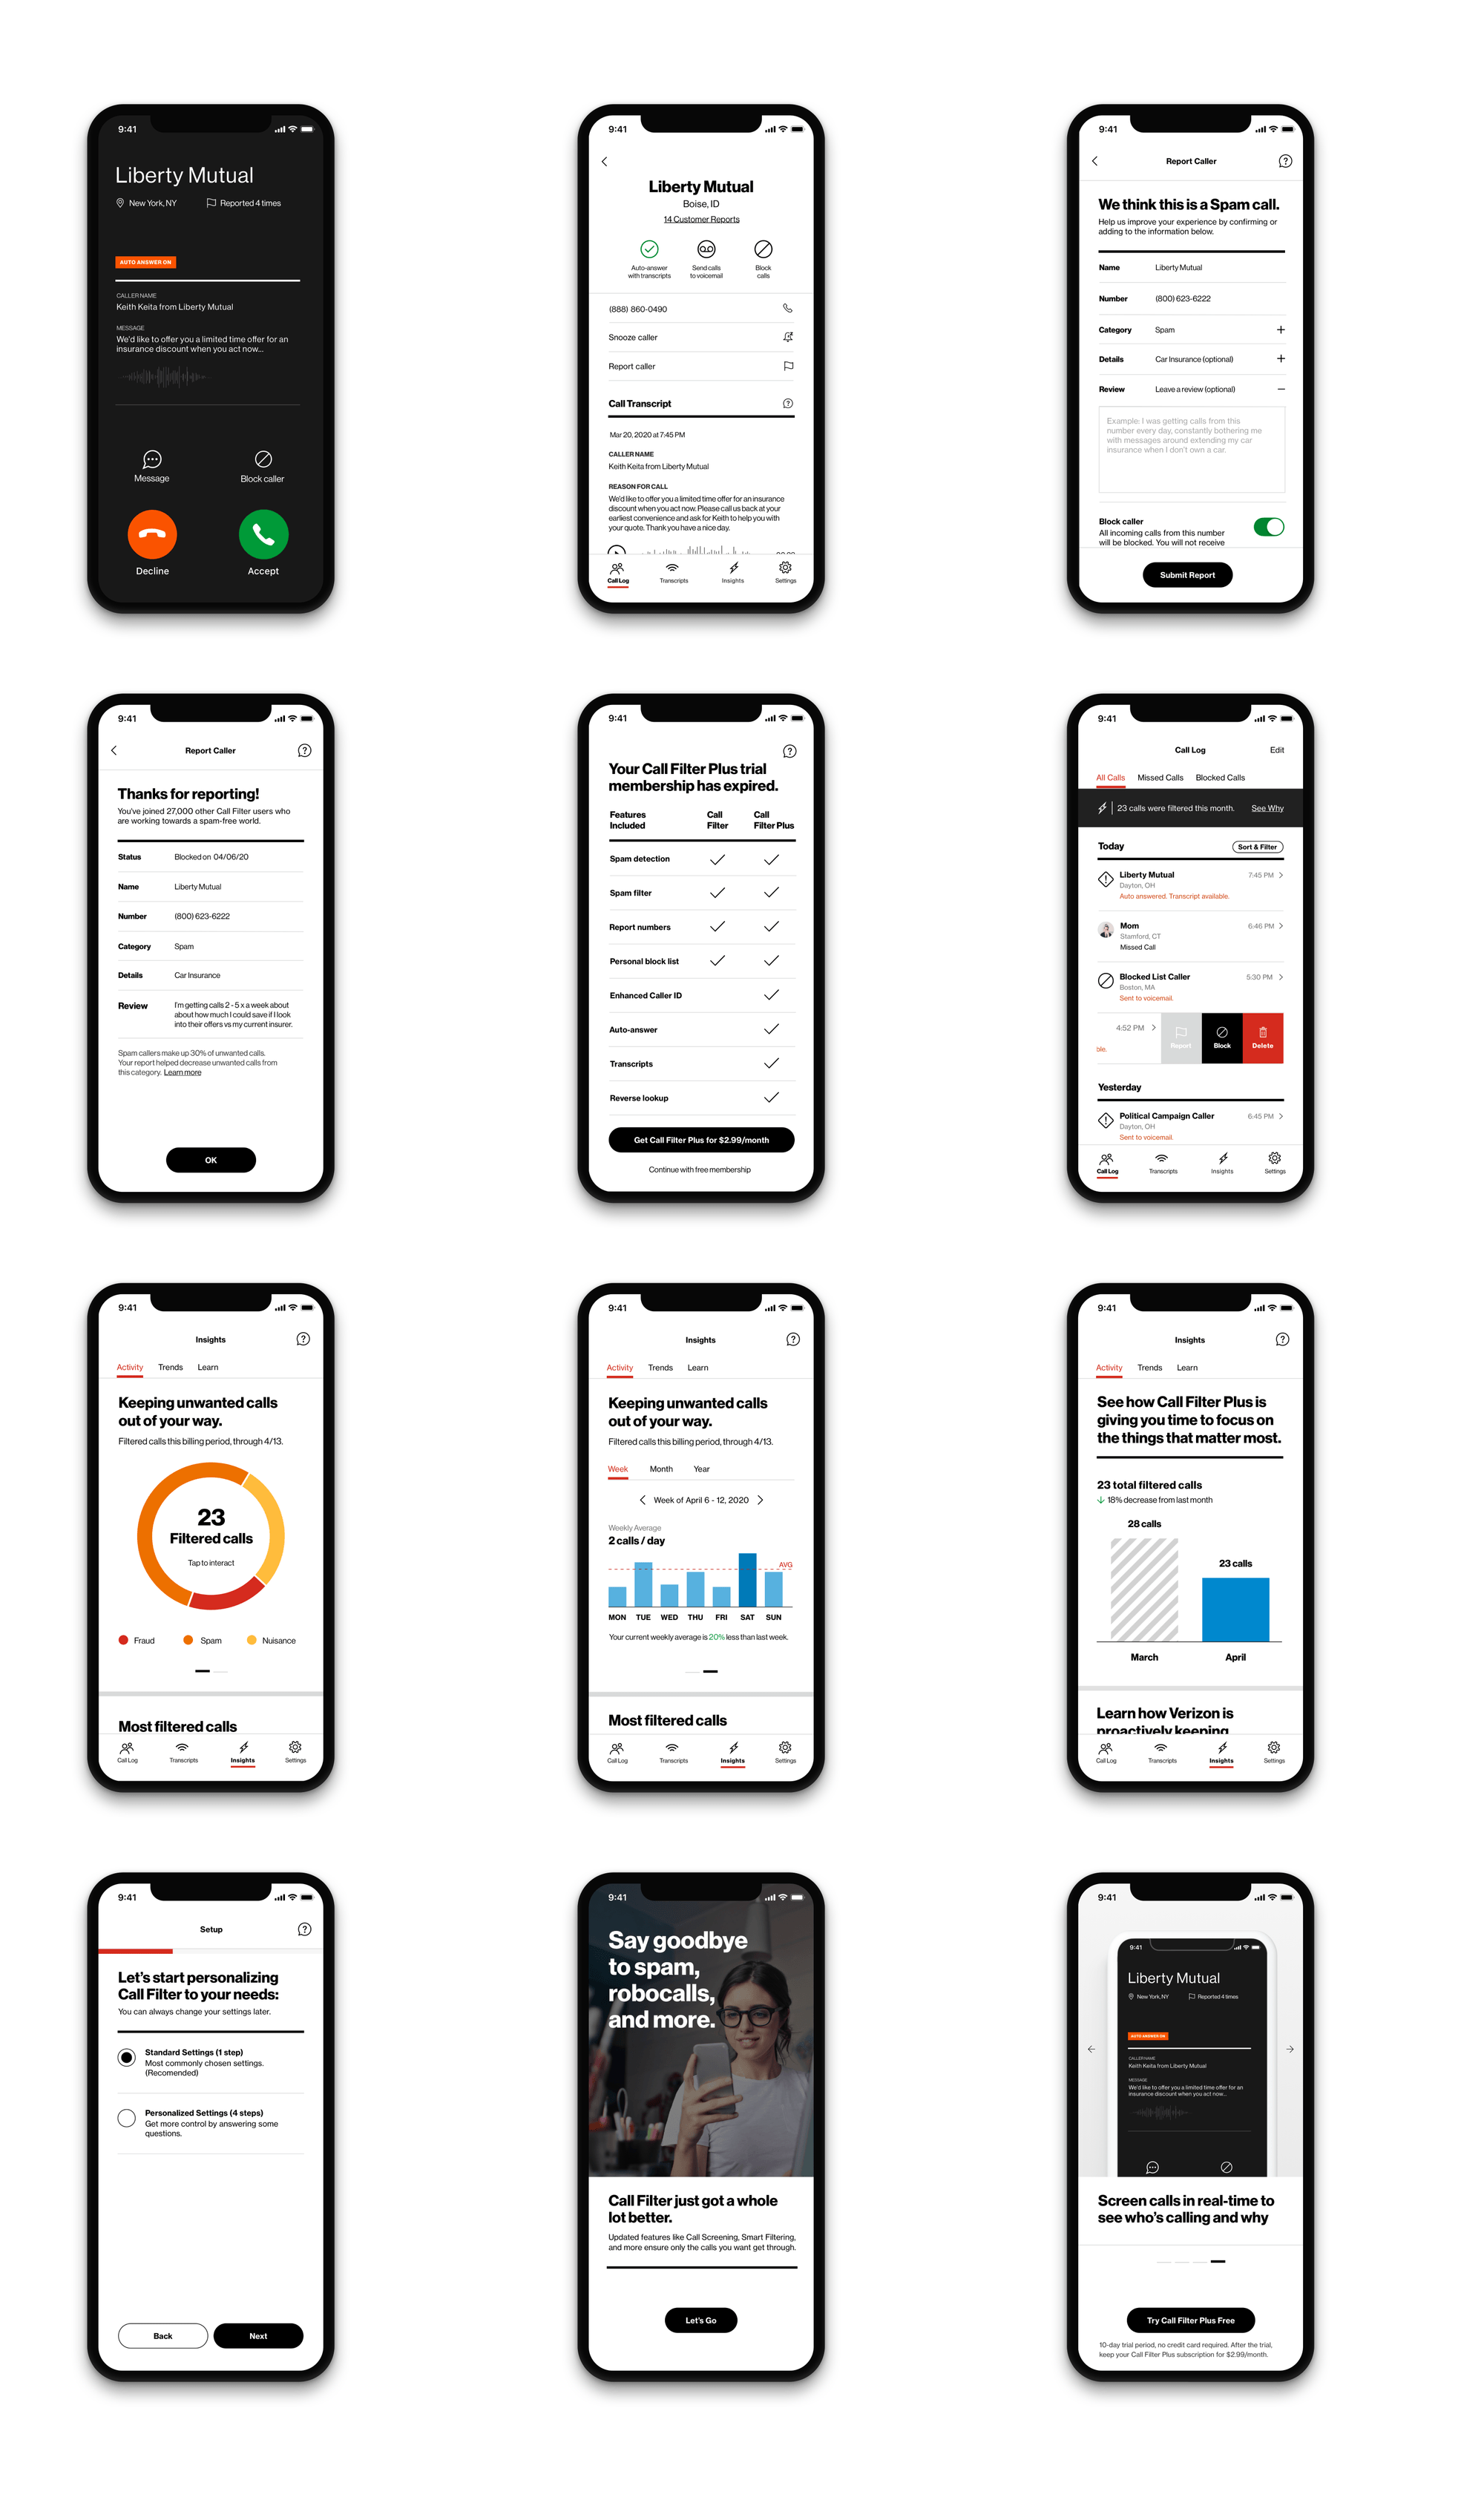 9:41
Liberty Mutual
New York, NY
Reported 4 times
AUTO ANSWER ON
CALLER NAME
Keith Keita from Liberty Mutual
MESSAGE
We'd like to offer you a limited time offer for an
insurance discount when you act now...
Message
Block caller
Decline
Accept
9:41
Liberty Mutual
Boise, ID
14 Customer Reports
Auto-answer
with transcripts
Send calls
to voicemail
Block
calls
(888) 860-0490
Snooze caller
Report caller
Call Transcript
Mar 20, 2020 at 7:45 PM
CALLER NAME
Keith Keita from Liberty Mutual
REASON FOR CALL
We'd like to offer you a limited time offer for an insurance
discount when you act now. Please call us back at your
earliest convenience and ask for Keith to help you with
your quote. Thank you have a nice day.
Call Log
Transcripts
Insights
Settings
9:41
Report Caller
We think this is a Spam call.
Help us improve your experience by confirming or
adding to the information below.
Name Liberty Mutual
Number (800) 623-6222
Category Spam
Details Car Insurance (optional)
Review Leave a review (optional)
Example: I was getting calls from this
number every day, constantly bothering me
with messages around extending my car
insurance when I don't own a car.
Block caller
All incoming calls from this number
will be blocked. You will not receive
Submit Report
9:41
Report Caller
Thanks for reporting!
You've joined 27,000 other Call Filter users who
are working towards a spam-free world.
Status Blocked on 04/06/20
Name Liberty Mutual
Number (800) 623-6222
Category Spam
Details Car Insurance
Review I'm getting calls 2 - 5 x a week about
about how much I could save if I look
into their offers vs my current insurer.
Spam callers make up 30% of unwanted calls.
Your report helped decrease unwanted calls from
this category. Learn more
OK
9:41
Your Call Filter Plus trial
membership has expired.
Features
Included
Call
Filter
Call
Filter Plus
Spam detection
Spam filter
Report numbers
Personal block list
Enhanced Caller ID
Auto-answer
Transcripts
Reverse lookup
Get Call Filter Plus for $2.99/month
Continue with free membership
9:41
Call Log
Edit
All Calls
Missed Calls
Blocked Calls
23 calls were filtered this month. See Why
Today
Sort & Filter
Liberty Mutual 7:45 PM
Dayton, OH
Auto answered. Transcript available.
Mom 6:46 PM
Stamford, CT
Missed Call
Blocked List Caller 5:30 PM
Boston, MA
Sent to voicemail.
4:52 PM
ble.
Report
Block
Delete
Yesterday
Political Campaign Caller 6:45 PM
Dayton, OH
Sent to voicemail.
Call Log
Transcripts
Insights
Settings
9:41
Insights
Activity
Trends
Learn
Keeping unwanted calls
out of your way.
Filtered calls this billing period, through 4/13.
23
Filtered calls
Tap to interact
Fraud
Spam
Nuisance
Most filtered calls
Call Log
Transcripts
Insights
Settings
9:41
Insights
Activity
Trends
Learn
Keeping unwanted calls
out of your way.
Filtered calls this billing period, through 4/13.
Week
Month
Year
Week of April 6 - 12, 2020
Weekly Average
2 calls / day
AVG
MON TUE WED THU FRI SAT SUN
Your current weekly average is 20% less than last week.
Most filtered calls
Call Log
Transcripts
Insights
Settings
9:41
Insights
Activity
Trends
Learn
See how Call Filter Plus is
giving you time to focus on
the things that matter most.
23 total filtered calls
18% decrease from last month
28 calls
23 calls
March
April
Learn how Verizon is
proactively keeping
Call Log
Transcripts
Insights
Settings
9:41
Setup
Let's start personalizing
Call Filter to your needs:
You can always change your settings later.
Standard Settings (1 step)
Most commonly chosen settings.
(Recomended)
Personalized Settings (4 steps)
Get more control by answering some
questions.
Back
Next
9:41
Say goodbye
to spam,
robocalls,
and more.
Call Filter just got a whole
lot better.
Updated features like Call Screening, Smart Filtering,
and more ensure only the calls you want get through.
Let's Go
9:41
9:41
Liberty Mutual
New York, NY
Reported 4 times
AUTO ANSWER ON
CALLER NAME
Keith Keita from Liberty Mutual
MESSAGE
We'd like to offer you a limited time offer for an
insurance discount when you act now...
Screen calls in real-time to
see who's calling and why
Try Call Filter Plus Free
10-day trial period, no credit card required. After the trial,
keep your Call Filter Plus subscription for $2.99/month.